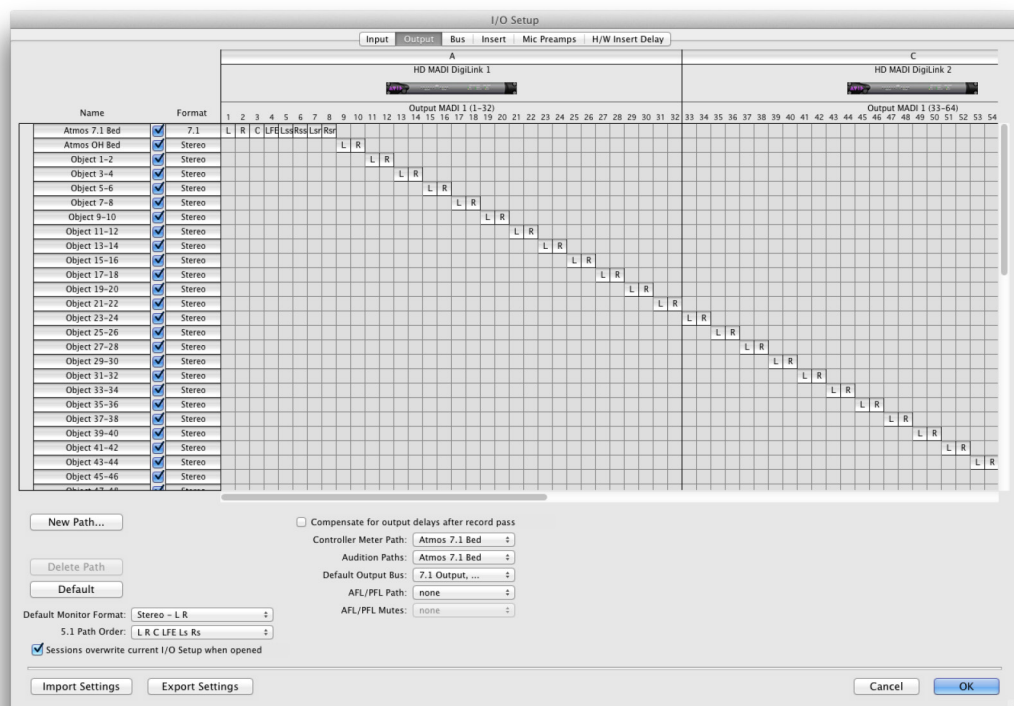 I/O Setup
Input Output Bus Insert Mic Preamps H/W Insert Delay
A C
HD MADI DigiLink 1 HD MADI DigiLink 2
Output MADI 1 (1-32) Output MADI 1 (33-64)
Name Format 1 2 3 4 5 6 7 8 9 10 11 12 13 14 15 16 17 18 19 20 21 22 23 24 25 26 27 28 29 30 31 32 33 34 35 36 37 38 39 40 41 42 43 44 45 46 47 48 49 50 51 52 53 54
Atmos 7.1 Bed 7.1 L R C LFE Lss Rss Lsr Rsr
Atmos OH Bed Stereo L R
Object 1-2 Stereo L R
Object 3-4 Stereo L R
Object 5-6 Stereo L R
Object 7-8 Stereo L R
Object 9-10 Stereo L R
Object 11-12 Stereo L R
Object 13-14 Stereo L R
Object 15-16 Stereo L R
Object 17-18 Stereo L R
Object 19-20 Stereo L R
Object 21-22 Stereo L R
Object 23-24 Stereo L R
Object 25-26 Stereo L R
Object 27-28 Stereo L R
Object 29-30 Stereo L R
Object 31-32 Stereo L R
Object 33-34 Stereo L R
Object 35-36 Stereo L R
Object 37-38 Stereo L R
Object 39-40 Stereo L R
Object 41-42 Stereo L R
Object 43-44 Stereo L R
Object 45-46 Stereo
New Path...
Compensate for output delays after record pass
Controller Meter Path: Atmos 7.1 Bed
Delete Path
Audition Paths: Atmos 7.1 Bed
Default
Default Output Bus: 7.1 Output, ...
AFL/PFL Path: none
AFL/PFL Mutes: none
Default Monitor Format: Stereo - L R
5.1 Path Order: L R C LFE Ls Rs
Sessions overwrite current I/O Setup when opened
Import Settings Export Settings Cancel OK